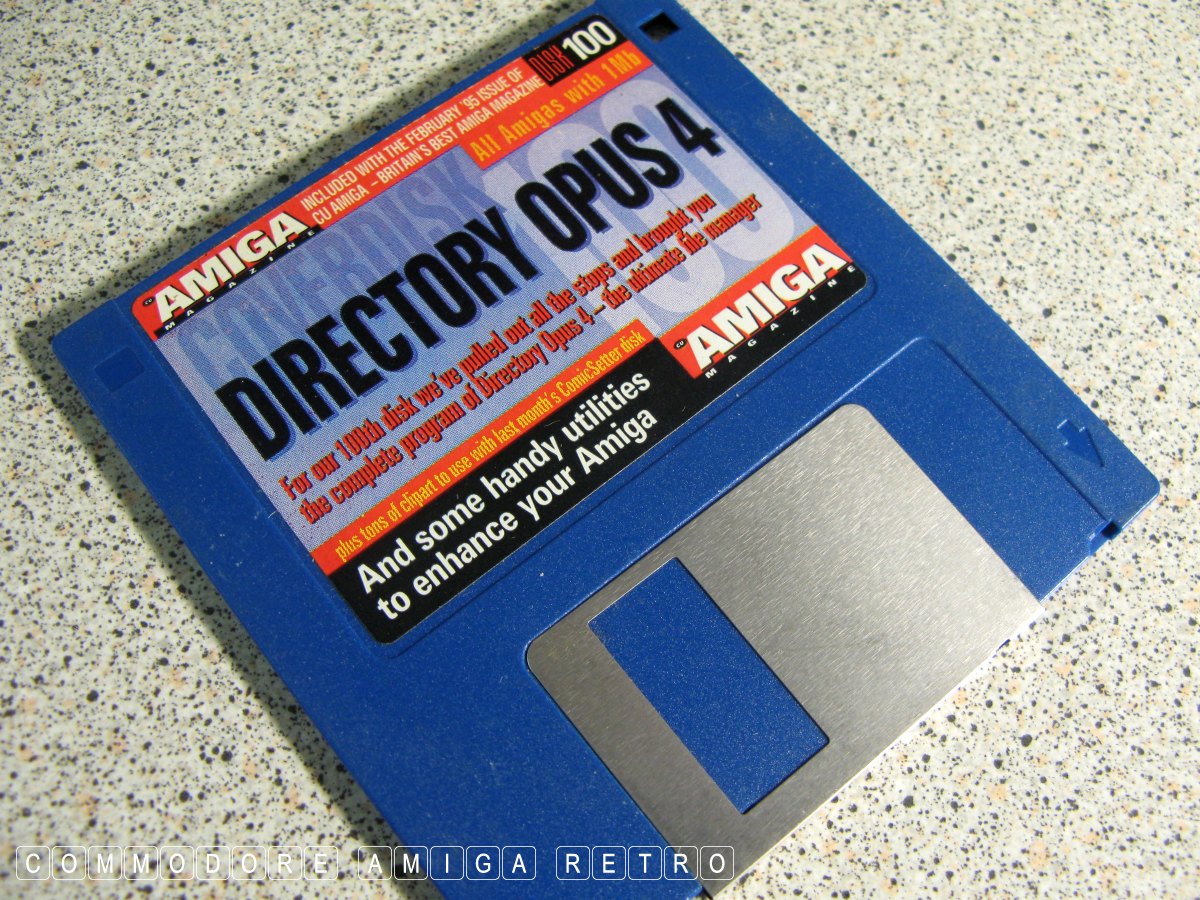 DISK 100
INCLUDED WITH THE FEBRUARY '95 ISSUE OF
CU AMIGA – BRITAIN'S BEST AMIGA MAGAZINE
All Amigas with 1Mb
CU AMIGA
MAGAZINE
COVERDISK 100
DIRECTORY OPUS 4
For our 100th disk we've pulled out all the stops and brought you
the complete program of Directory Opus 4 – the ultimate file manager
plus tons of clipart to use with last month's ComicSetter disk
And some handy utilities
to enhance your Amiga
CU AMIGA
MAGAZINE
COMMODORE AMIGA RETRO